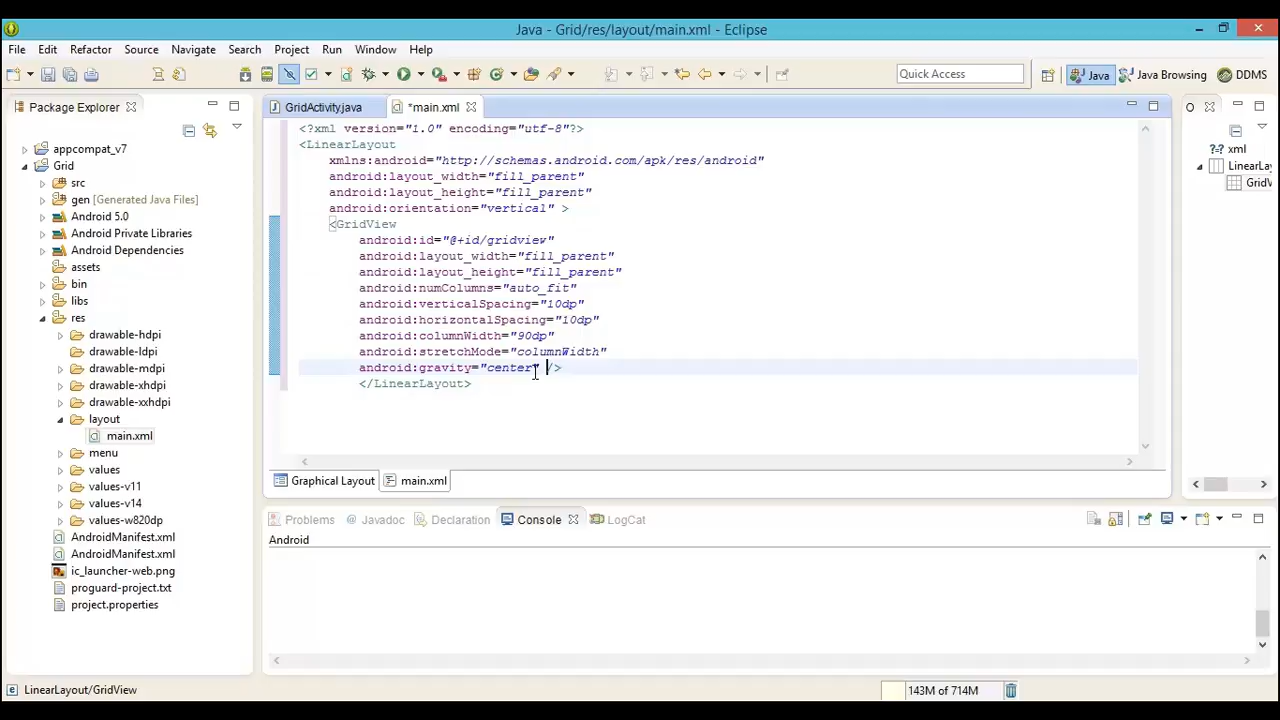 Java - Grid/res/layout/main.xml - Eclipse
File Edit Refactor Source Navigate Search Project Run Window Help
Quick Access
Java
Java Browsing
DDMS
Package Explorer
appcompat_v7
Grid
src
gen [Generated Java Files]
Android 5.0
Android Private Libraries
Android Dependencies
assets
bin
libs
res
drawable-hdpi
drawable-ldpi
drawable-mdpi
drawable-xhdpi
drawable-xxhdpi
layout
main.xml
menu
values
values-v11
values-v14
values-w820dp
AndroidManifest.xml
AndroidManifest.xml
ic_launcher-web.png
proguard-project.txt
project.properties
GridActivity.java
*main.xml
<?xml version="1.0" encoding="utf-8"?>
<LinearLayout
xmlns:android="http://schemas.android.com/apk/res/android"
android:layout_width="fill_parent"
android:layout_height="fill_parent"
android:orientation="vertical" >
<GridView
android:id="@+id/gridview"
android:layout_width="fill_parent"
android:layout_height="fill_parent"
android:numColumns="auto_fit"
android:verticalSpacing="10dp"
android:horizontalSpacing="10dp"
android:columnWidth="90dp"
android:stretchMode="columnWidth"
android:gravity="center" />
</LinearLayout>
Graphical Layout
main.xml
O
xml
LinearLay
GridV
Problems
Javadoc
Declaration
Console
LogCat
Android
LinearLayout/GridView
143M of 714M